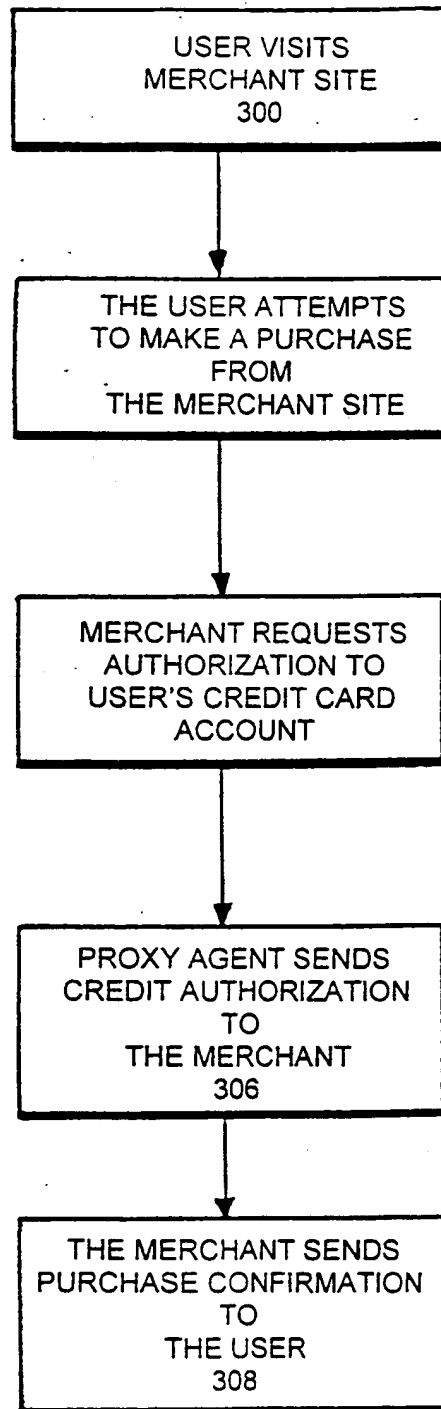 USER VISITS
MERCHANT SITE
300
THE USER ATTEMPTS
TO MAKE A PURCHASE
FROM
THE MERCHANT SITE
MERCHANT REQUESTS
AUTHORIZATION TO
USER'S CREDIT CARD
ACCOUNT
PROXY AGENT SENDS
CREDIT AUTHORIZATION
TO
THE MERCHANT
306
THE MERCHANT SENDS
PURCHASE CONFIRMATION
TO
THE USER
308